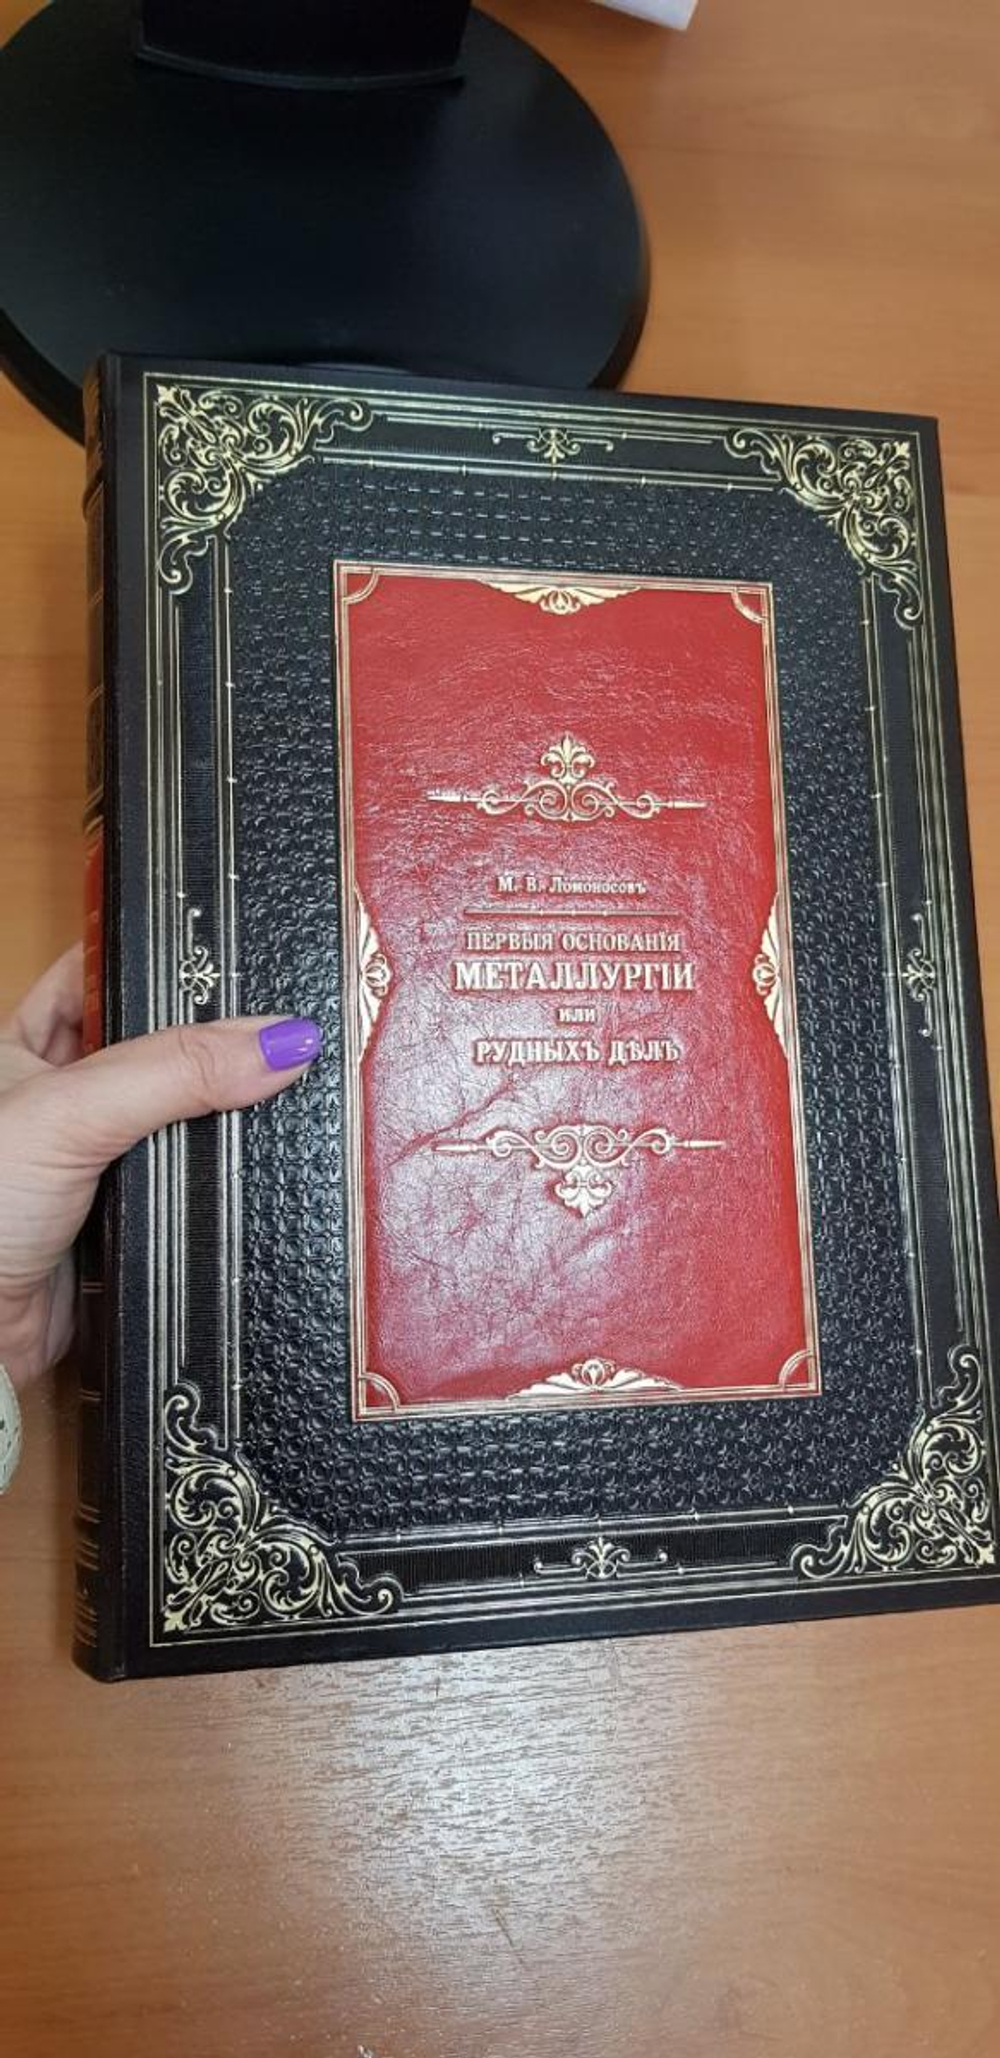 М. В. Ломоносовъ
ПЕРВЫЯ ОСНОВАНІЯ
МЕТАЛЛУРГІИ
ИЛИ
РУДНЫХЪ ДѢЛЪ